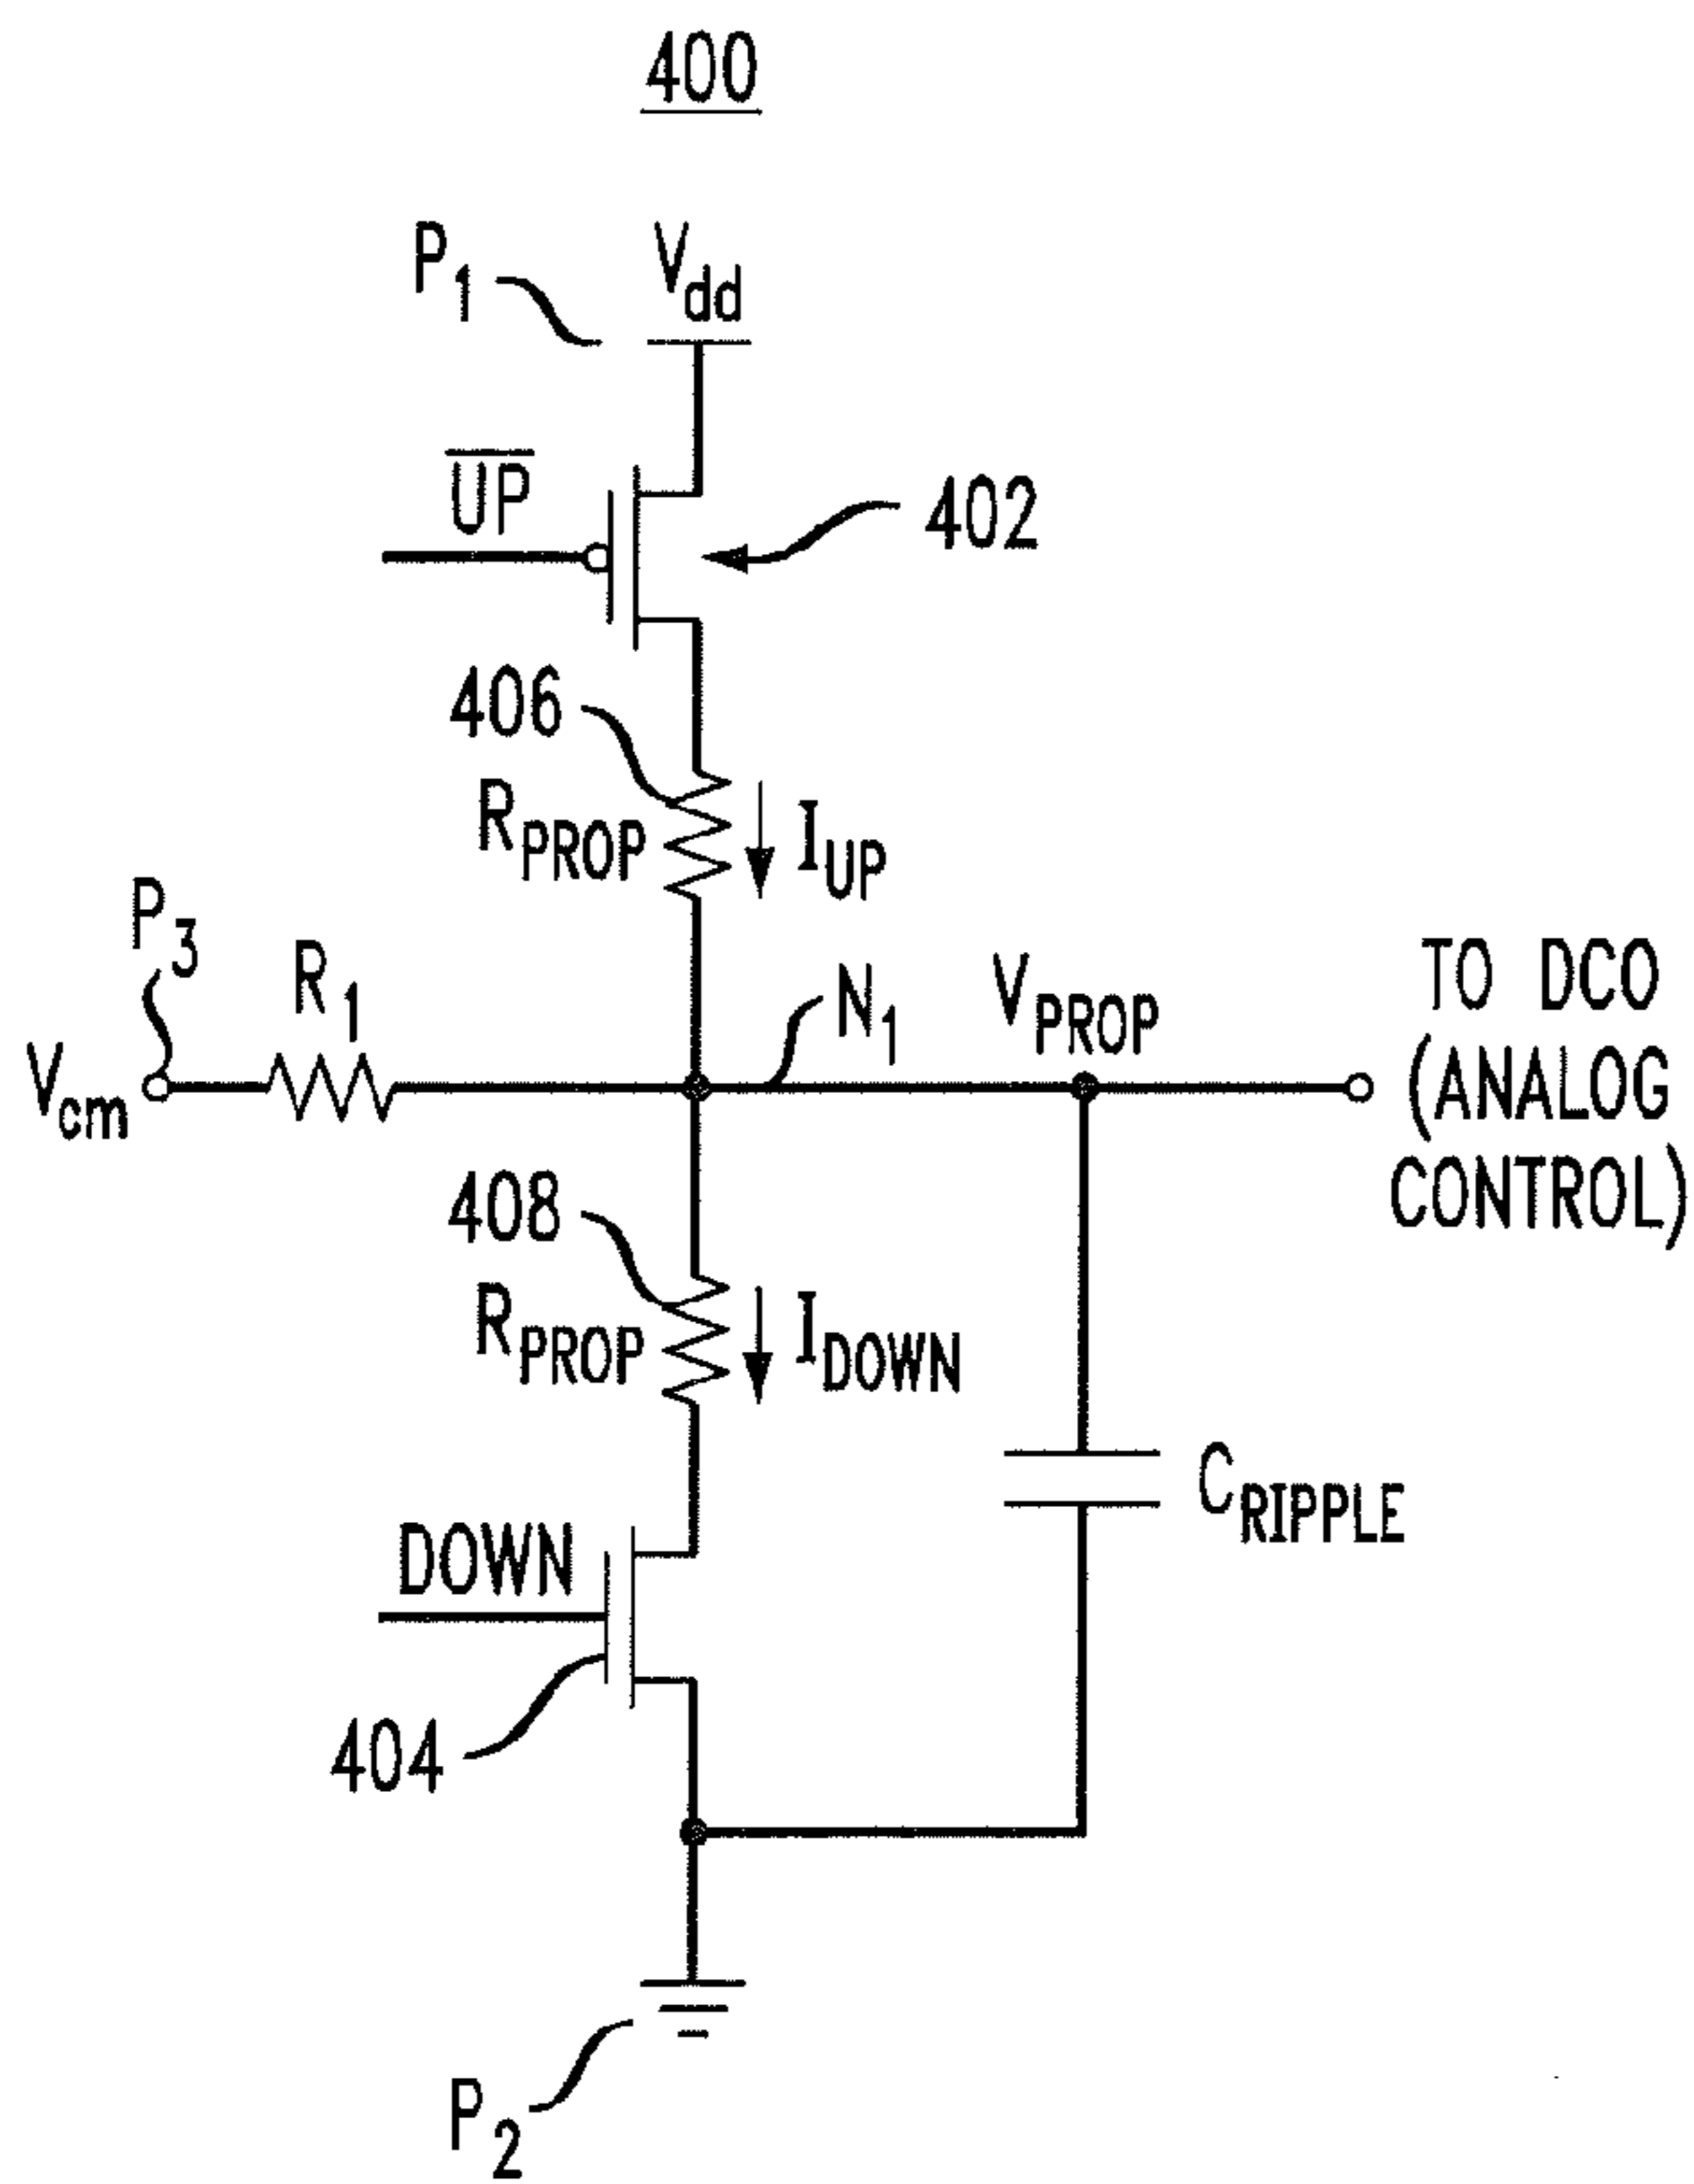 400
P1
Vdd
UP
402
406
RPROP
IUP
P3
R1
N1
VPROP
Vcm
TO DCO
(ANALOG
CONTROL)
408
RPROP
IDOWN
CRIPPLE
DOWN
404
P2